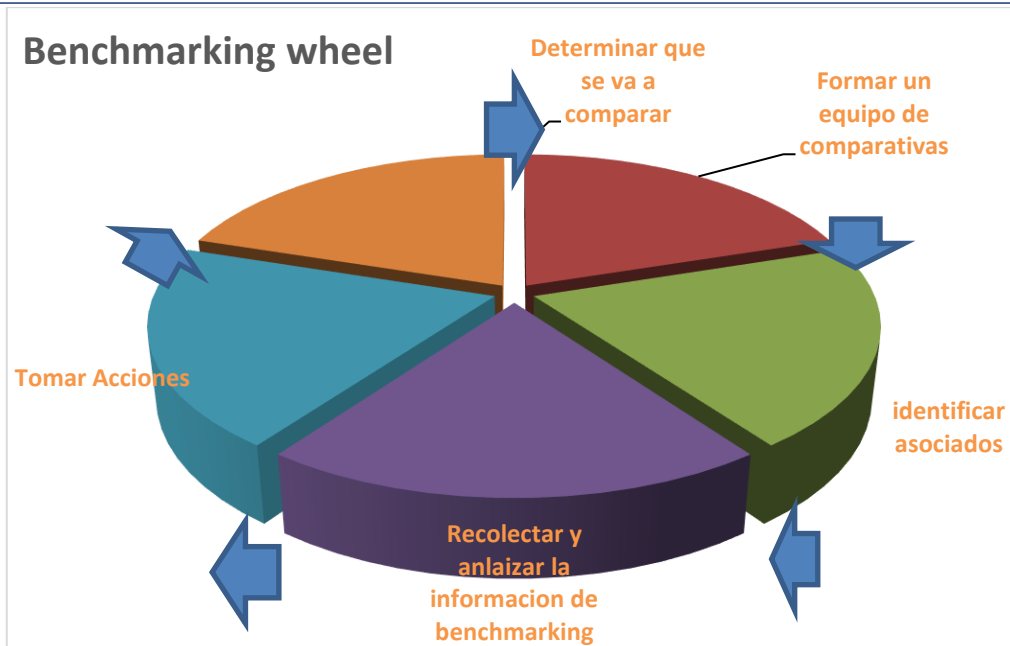 Benchmarking wheel
Determinar que
se va a
comparar
Formar un
equipo de
comparativas
identificar
asociados
Recolectar y
anlaizar la
informacion de
benchmarking
Tomar Acciones